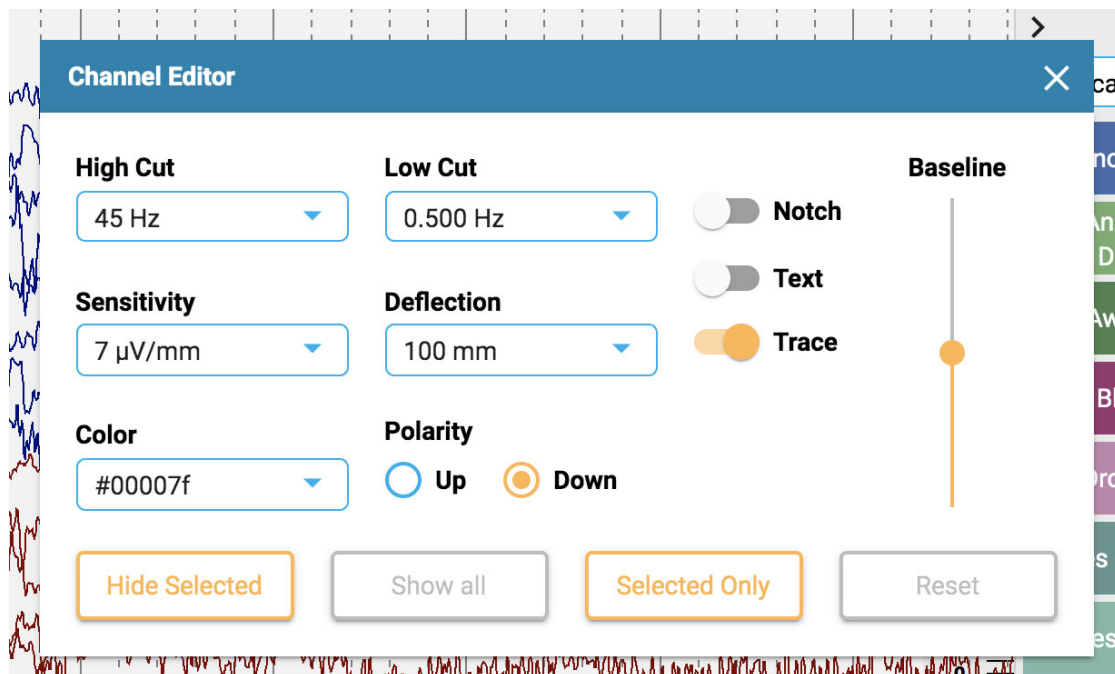 Channel Editor
High Cut
Low Cut
Baseline
45 Hz
0.500 Hz
Notch
Text
Sensitivity
Deflection
7 µV/mm
100 mm
Trace
Color
Polarity
#00007f
Up
Down
Hide Selected
Show all
Selected Only
Reset